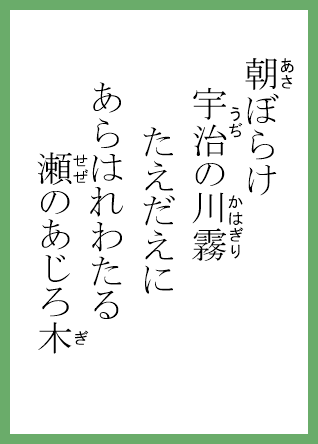 朝ぼらけ
宇治の川霧
たえだえに
あらはれわたる
瀬のあじろ木
あさ
うぢ
かはぎり
せぜ
ぎ